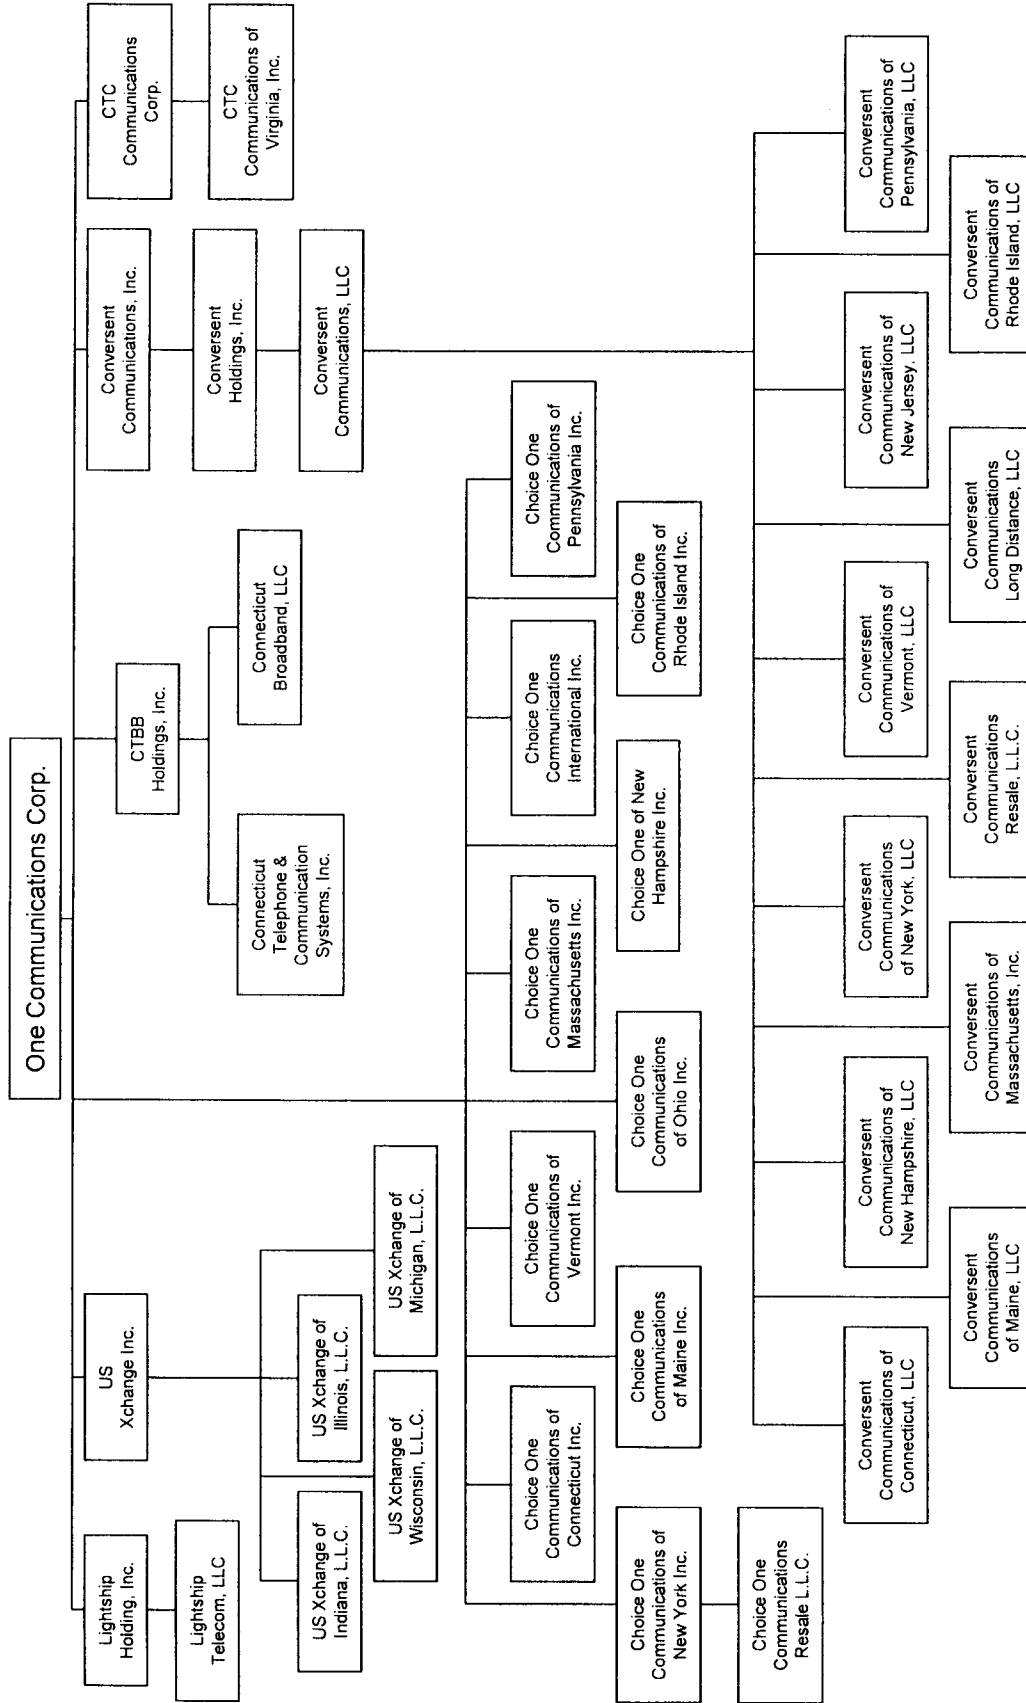 One Communications Corp.
Lightship
Holding, Inc.
US
Xchange Inc.
CTBB
Holdings, Inc.
Conversent
Communications, Inc.
CTC
Communications
Corp.
Lightship
Telecom, LLC
Conversent
Holdings, Inc.
CTC
Communications of
Virginia, Inc.
Connecticut
Telephone &
Communication
Systems, Inc.
Connecticut
Broadband, LLC
Conversent
Communications, LLC
US Xchange of
Indiana, L.L.C.
US Xchange of
Illinois, L.L.C.
US Xchange of
Wisconsin, L.L.C.
US Xchange of
Michigan, L.L.C.
Choice One
Communications of
Connecticut Inc.
Choice One
Communications of
Vermont Inc.
Choice One
Communications of
Massachusetts Inc.
Choice One
Communications
International Inc.
Choice One
Communications of
Pennsylvania Inc.
Choice One
Communications of
New York Inc.
Choice One
Communications
of Maine Inc.
Choice One
Communications
of Ohio Inc.
Choice One of New
Hampshire Inc.
Choice One
Communications of
Rhode Island Inc.
Choice One
Communications
Resale L.L.C.
Conversent
Communications of
Connecticut, LLC
Conversent
Communications of
New Hampshire, LLC
Conversent
Communications
of New York, LLC
Conversent
Communications of
Vermont, LLC
Conversent
Communications of
New Jersey, LLC
Conversent
Communications of
Pennsylvania, LLC
Conversent
Communications
of Maine, LLC
Conversent
Communications of
Massachusetts, Inc.
Conversent
Communications
Resale, L.L.C.
Conversent
Communications
Long Distance, LLC
Conversent
Communications of
Rhode Island, LLC